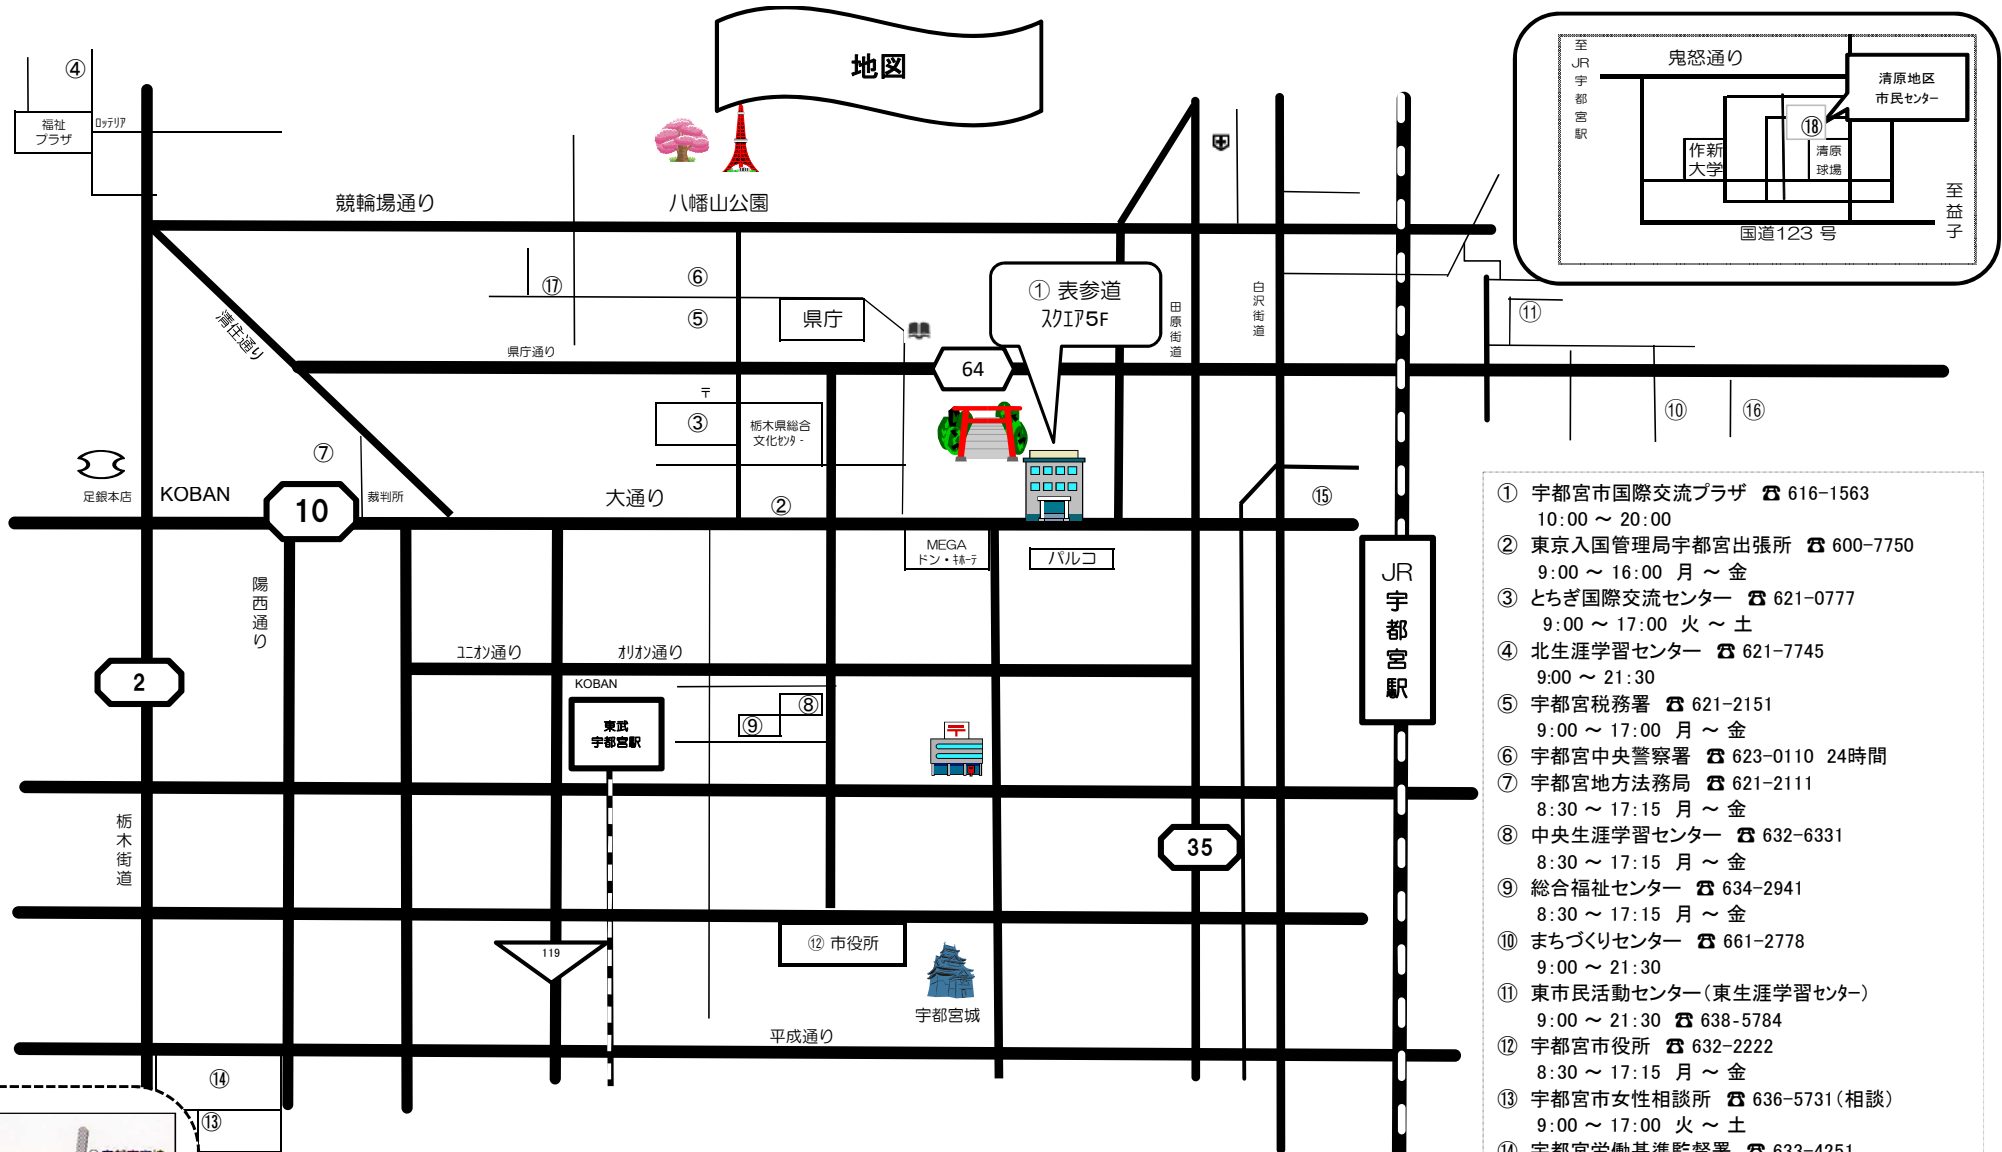 地図
④
福祉
プラザ
ﾛｯﾃﾘｱ
競輪場通り
八幡山公園
清住通り
⑰
⑥
⑤
県庁
県庁通り
① 表参道
ｽｸｴｱ5F
64
田原街道
白沢街道
至JR宇都宮駅
鬼怒通り
清原地区
市民ｾﾝﾀｰ
⑱
作新
大学
清原
球場
至益子
国道123 号
⑪
⑩
⑯
〒
③
栃木県総合
文化ｾﾝﾀ-
⑦
足銀本店
KOBAN
10
裁判所
大通り
②
⑮
MEGA
ドン・ｷﾎｰﾃ
パルコ
JR宇都宮駅
陽西通り
ﾕﾆｵﾝ通り
ｵﾘｵﾝ通り
2
KOBAN
東武
宇都宮駅
⑧
⑨
〒
栃木街道
35
119
⑫ 市役所
宇都宮城
平成通り
⑭
⑬
① 宇都宮市国際交流プラザ ☎ 616-1563
10:00 ～ 20:00
② 東京入国管理局宇都宮出張所 ☎ 600-7750
9:00 ～ 16:00 月 ～ 金
③ とちぎ国際交流センター ☎ 621-0777
9:00 ～ 17:00 火 ～ 土
④ 北生涯学習センター ☎ 621-7745
9:00 ～ 21:30
⑤ 宇都宮税務署 ☎ 621-2151
9:00 ～ 17:00 月 ～ 金
⑥ 宇都宮中央警察署 ☎ 623-0110 24時間
⑦ 宇都宮地方法務局 ☎ 621-2111
8:30 ～ 17:15 月 ～ 金
⑧ 中央生涯学習センター ☎ 632-6331
8:30 ～ 17:15 月 ～ 金
⑨ 総合福祉センター ☎ 634-2941
8:30 ～ 17:15 月 ～ 金
⑩ まちづくりセンター ☎ 661-2778
9:00 ～ 21:30
⑪ 東市民活動センター（東生涯学習ｾﾝﾀｰ）
9:00 ～ 21:30 ☎ 638-5784
⑫ 宇都宮市役所 ☎ 632-2222
8:30 ～ 17:15 月 ～ 金
⑬ 宇都宮市女性相談所 ☎ 636-5731（相談）
9:00 ～ 17:00 火 ～ 土
⑭ 宇都宮労働基準監督署 ☎ 633-4251